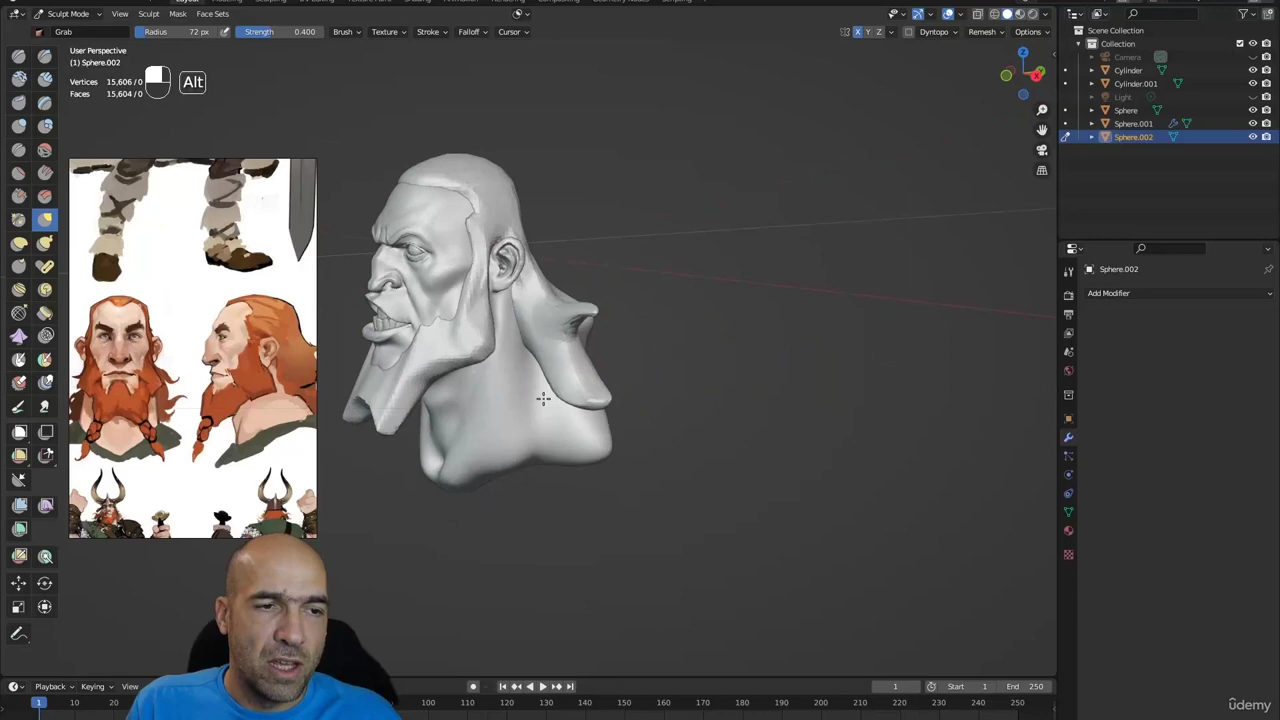 Layout
Sculpt Mode View Sculpt Mask Face Sets
Grab Radius 72 px Strength 0.400 Brush Texture Stroke Falloff Cursor X Y Z Dyntopo Remesh Options
User Perspective
(1) Sphere.002
Vertices 15,606 / 0
Faces 15,604 / 0
Alt
Z
X
Scene Collection
Collection
Camera
Cylinder
Cylinder.001
Light
Sphere
Sphere.001
Sphere.002
Sphere.002
Add Modifier
Playback Keying View
1 Start 1 End 250
1 10 20 100 110 120 130 140 150 160 170 180 190 200 210 220 230 240 250
ûdemy